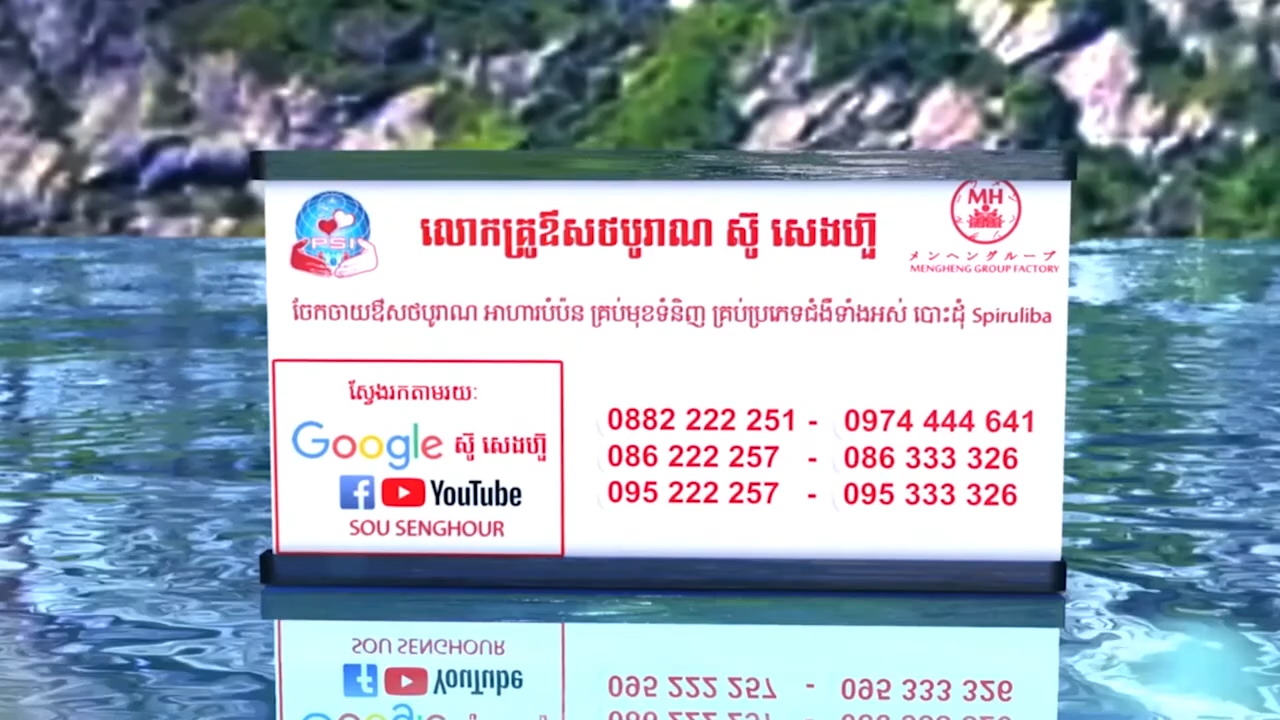 PSI
លោកគ្រូឱសថបូរាណ ស៊ូ សេងហ៊្យ
MH
メンヘングループ
MENGHENG GROUP FACTORY
ចែកចាយឱសថបូរាណ អាហារបំប៉ន គ្រប់មុខទំនិញ គ្រប់ប្រភេទជំងឺទាំងអស់ បោះដុំ Spiruliba
ស្វែងរកតាមរយៈ
Google ស៊ូ សេងហ៊្យ
f YouTube
SOU SENGHOUR
0882 222 251 - 0974 444 641
086 222 257 - 086 333 326
095 222 257 - 095 333 326